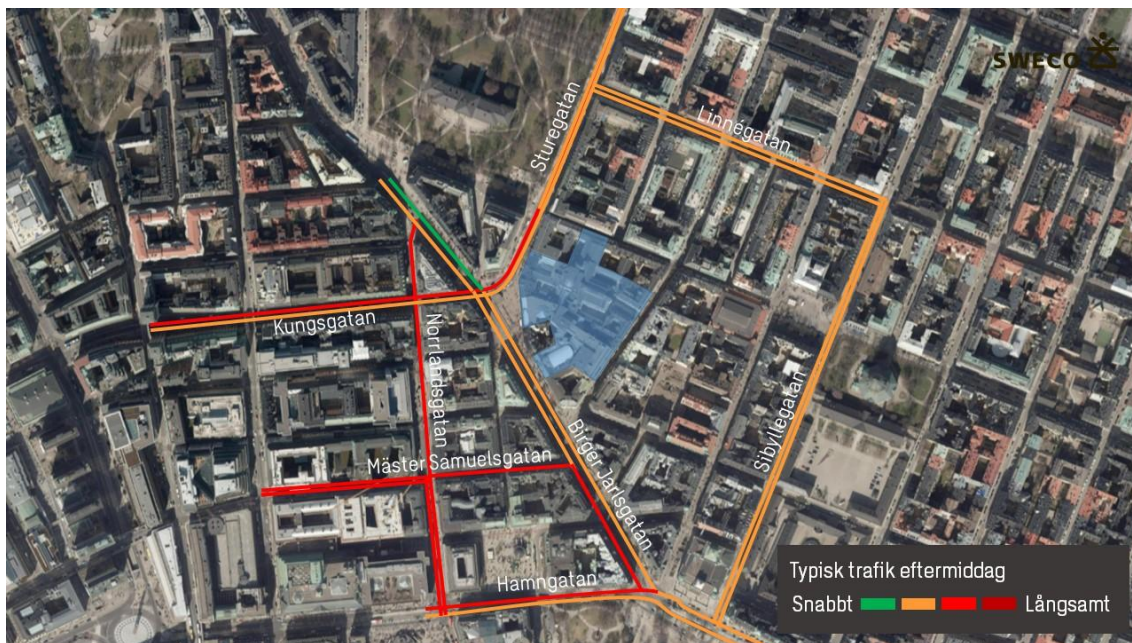 SWECO
Linnégatan
Sturegatan
Kungsgatan
Norrlandsgatan
Sibyllegatan
Birger Jarlsgatan
Mäster Samuelsgatan
Hamngatan
Typisk trafik eftermiddag
Snabbt Långsamt